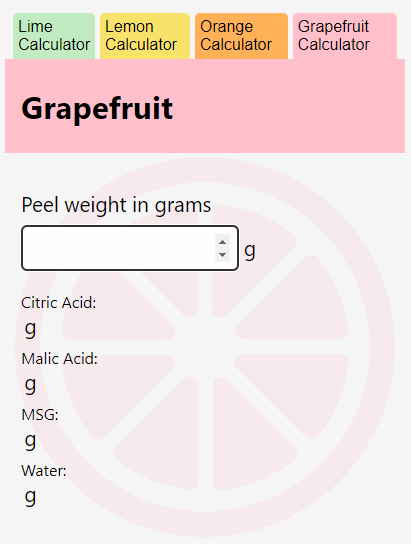 Lime
Calculator
Lemon
Calculator
Orange
Calculator
Grapefruit
Calculator
Grapefruit
Peel weight in grams
g
Citric Acid:
g
Malic Acid:
g
MSG:
g
Water:
g